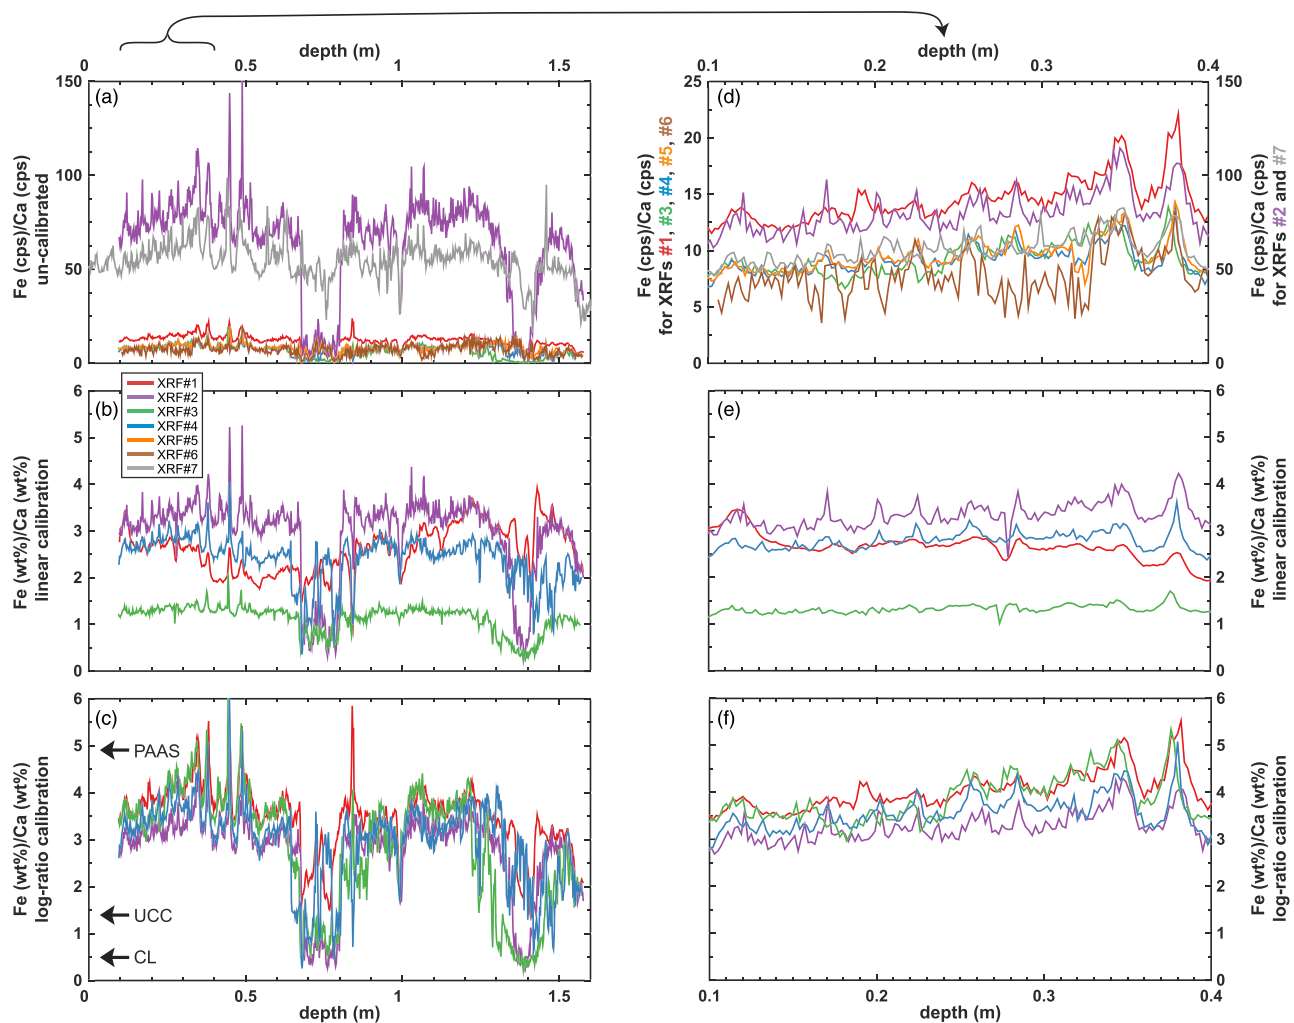 depth (m)
0 0.5 1 1.5
150
100
50
0
(a)
Fe (cps)/Ca (cps)
un-calibrated
depth (m)
0.1 0.2 0.3 0.4
25
20
15
10
5
0
(d)
150
100
50
0
Fe (cps)/Ca (cps)
for XRFs #1, #3, #4, #5, #6
Fe (cps)/Ca (cps)
for XRFs #2 and #7
XRF#1
XRF#2
XRF#3
XRF#4
XRF#5
XRF#6
XRF#7
6
5
4
3
2
1
0
(b)
Fe (wt%)/Ca (wt%)
linear calibration
(e)
6
5
4
3
2
1
0
Fe (wt%)/Ca (wt%)
linear calibration
6
5
4
3
2
1
0
(c)
PAAS
UCC
CL
Fe (wt%)/Ca (wt%)
log-ratio calibration
0 0.5 1 1.5
depth (m)
(f)
6
5
4
3
2
1
0
Fe (wt%)/Ca (wt%)
log-ratio calibration
0.1 0.2 0.3 0.4
depth (m)